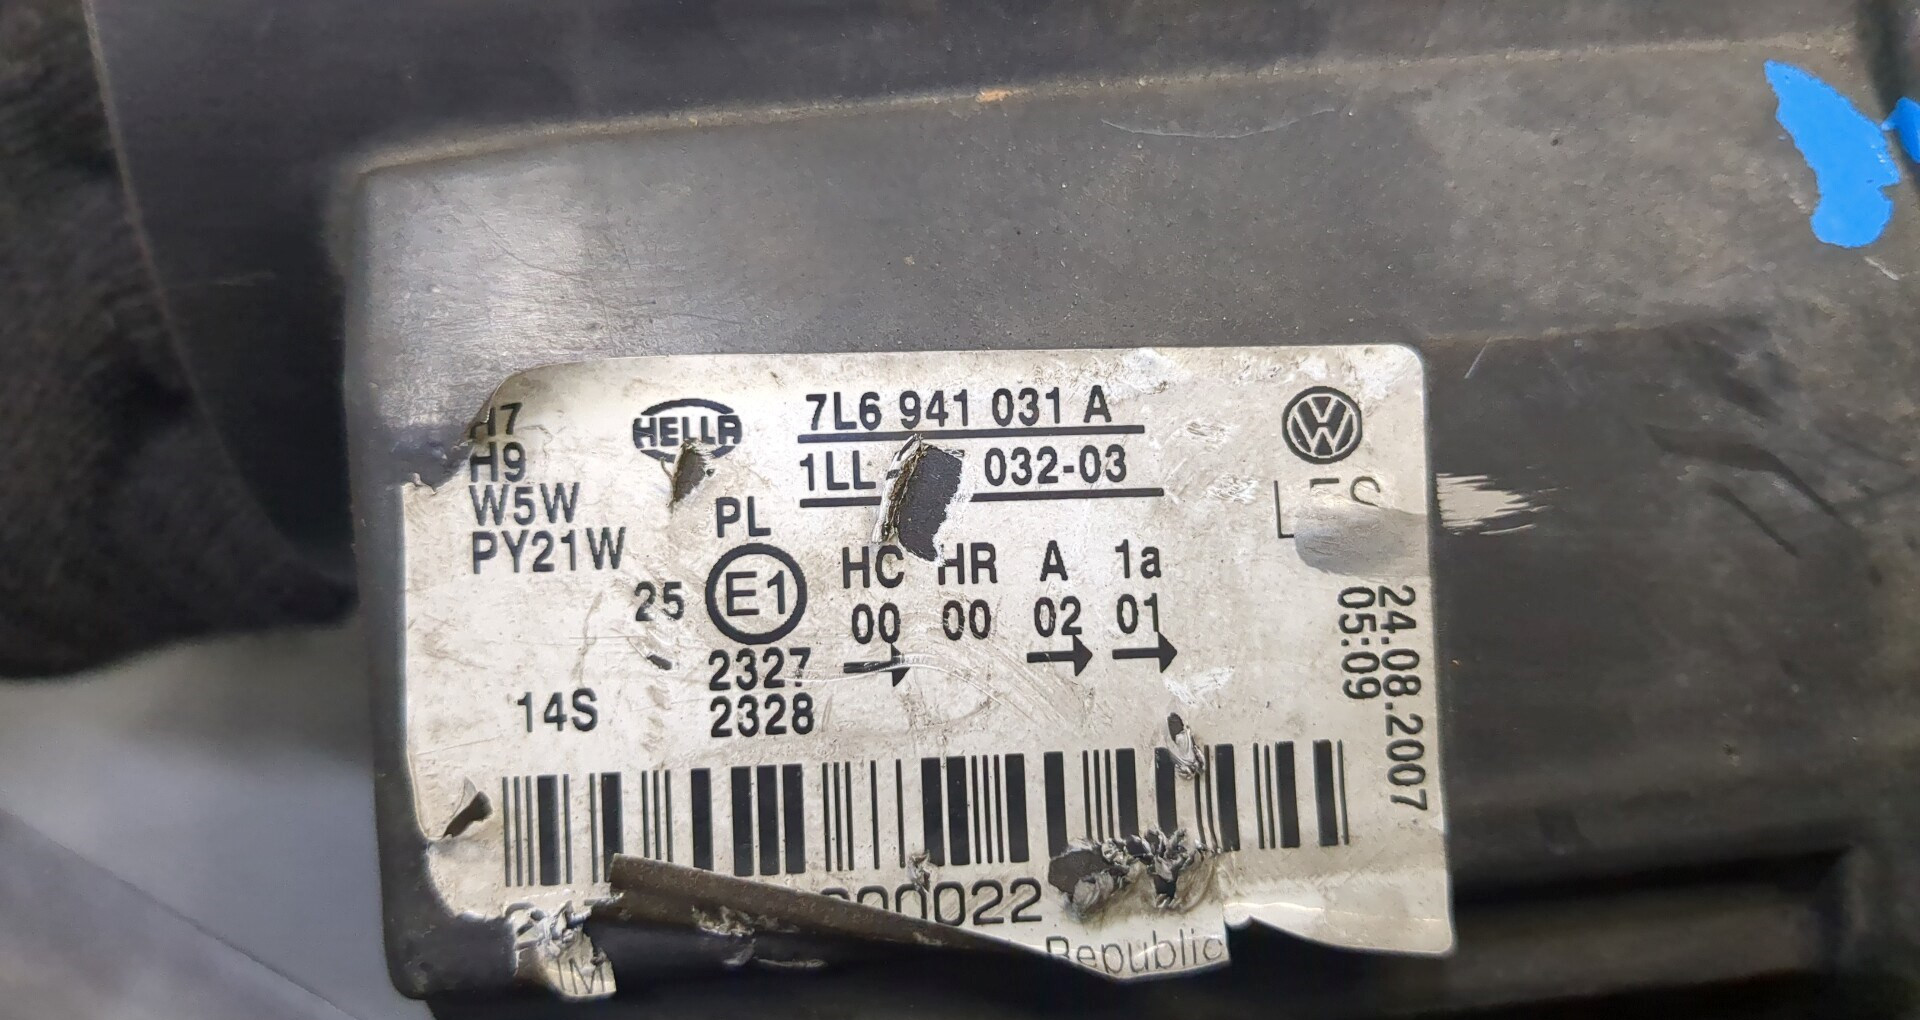 H7
H9
W5W
PY21W
HELLA
7L6 941 031 A
1LL 032-03
PL
25 E1
HC HR A 1a
00 00 02 01
2327
2328
14S
24.08.2007
05:09
00022
Republic